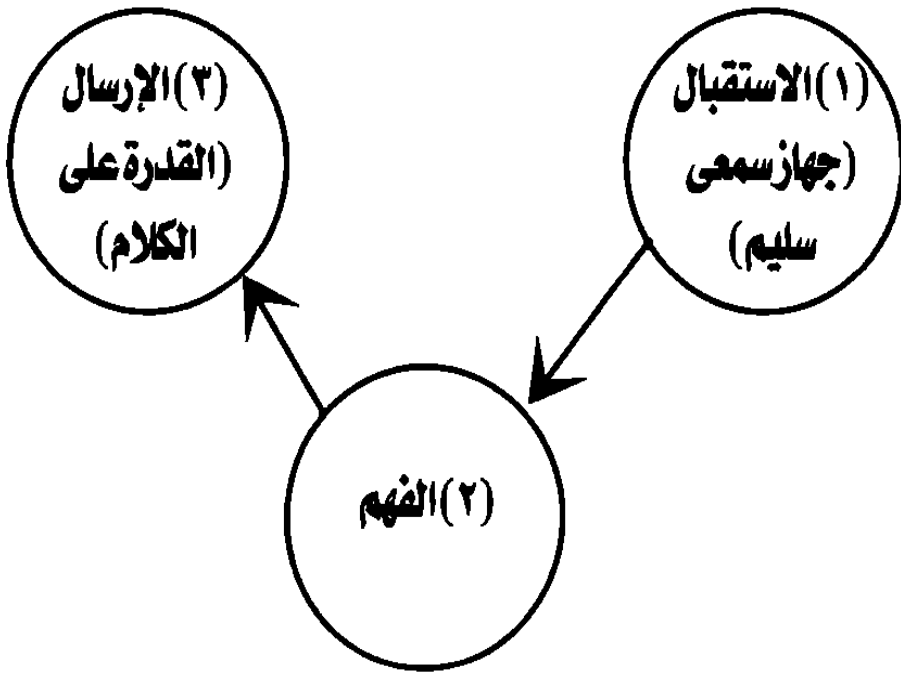 (١) الاستقبال
(جهاز سمعى
سليم)
(٢) الفهم
(٣) الإرسال
(القدرة على
الكلام)